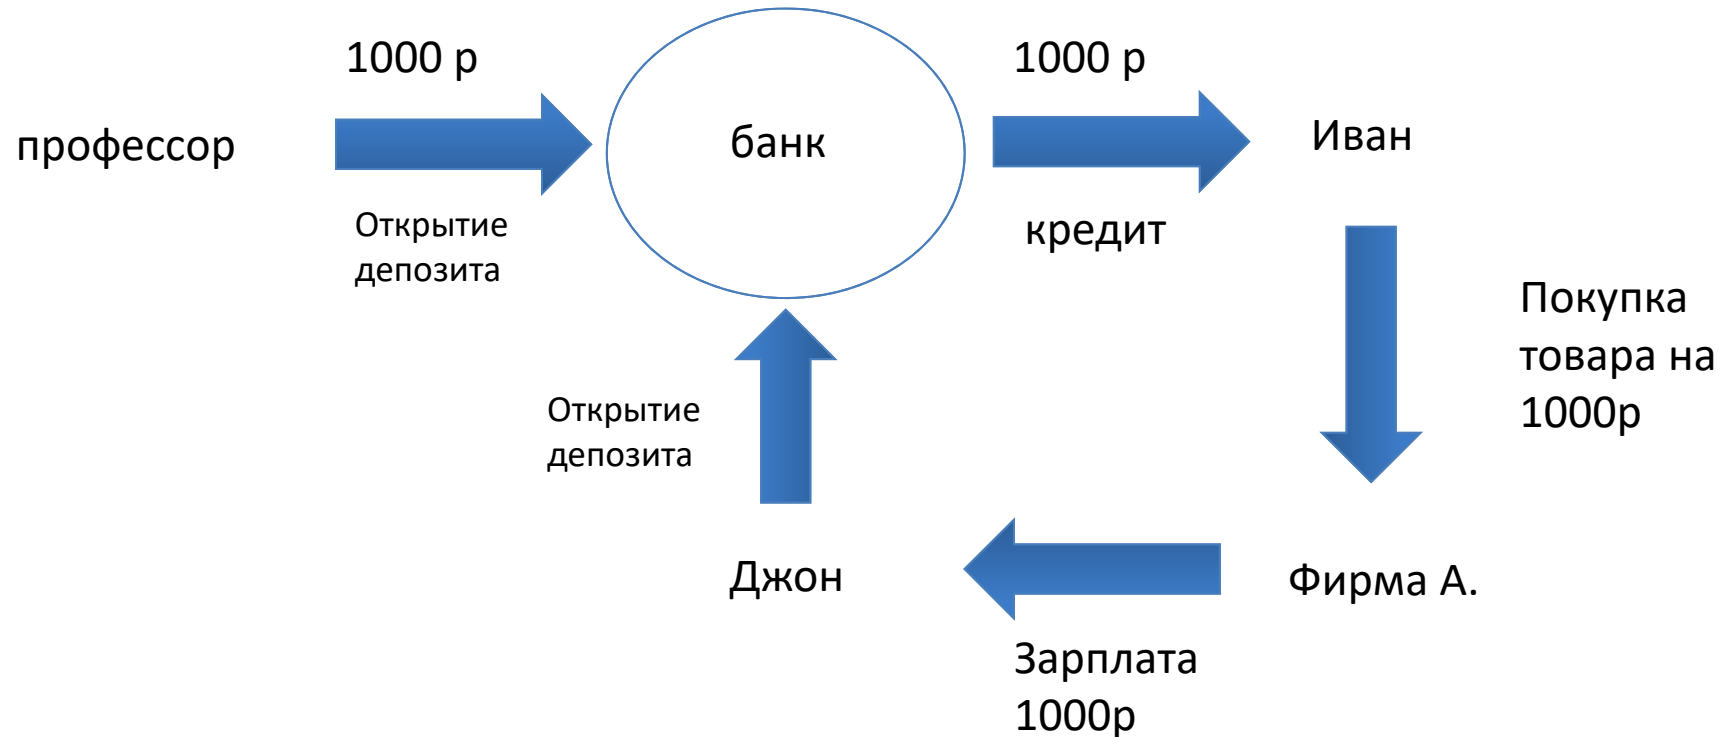 1000 р
1000 р
профессор
банк
Иван
Открытие
депозита
кредит
Покупка
товара на
1000р
Открытие
депозита
Джон
Фирма А.
Зарплата
1000р